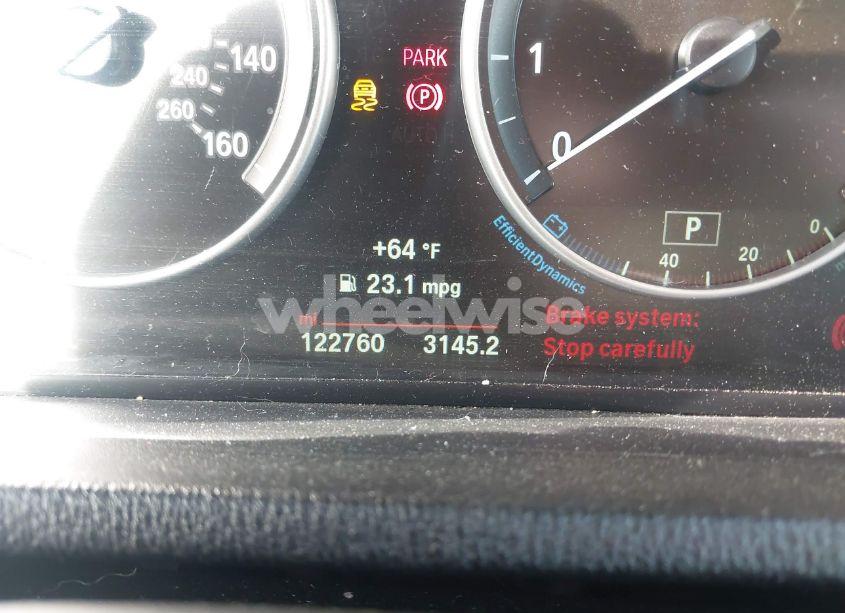 140
240
260
160
PARK
P
AUTO H
1
0
EfficientDynamics
P
40
20
0
+64 °F
23.1 mpg
wheelwise
mi
122760 3145.2
Brake system:
Stop carefully